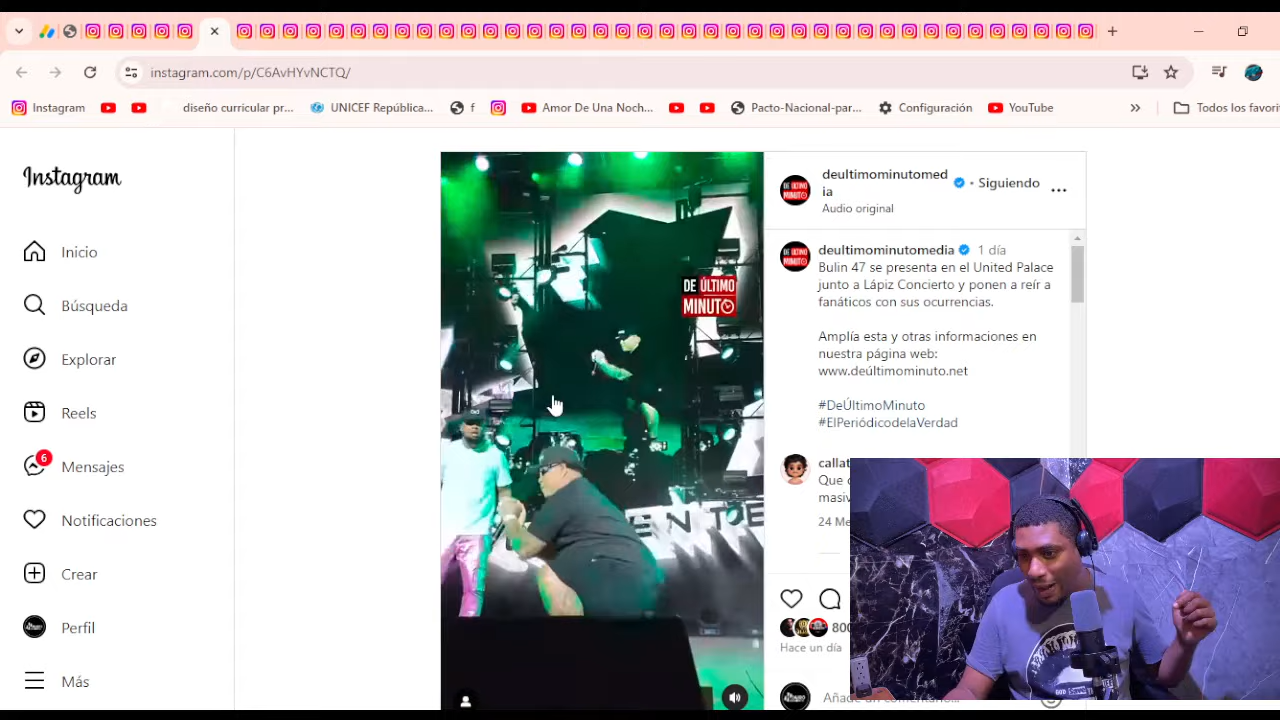 instagram.com/p/C6AvHYvNCTQ/
Instagram
diseño curricular pr...
UNICEF República...
f
Amor De Una Noch...
Pacto-Nacional-par...
Configuración
YouTube
Todos los favori
Instagram
Inicio
Búsqueda
Explorar
Reels
6
Mensajes
Notificaciones
Crear
Perfil
Más
DE ÚLTIMO
MINUTO
deultimominutomed
ia
• Siguiendo
Audio original
deultimominutomedia 1 día
Bulin 47 se presenta en el United Palace
junto a Lápiz Concierto y ponen a reír a
fanáticos con sus ocurrencias.
Amplía esta y otras informaciones en
nuestra página web:
www.deúltimominuto.net
#DeÚltimoMinuto
#ElPeriódicodelaVerdad
callat
Que
masiv
24 Me
800
Hace un día
Añade un comentario...